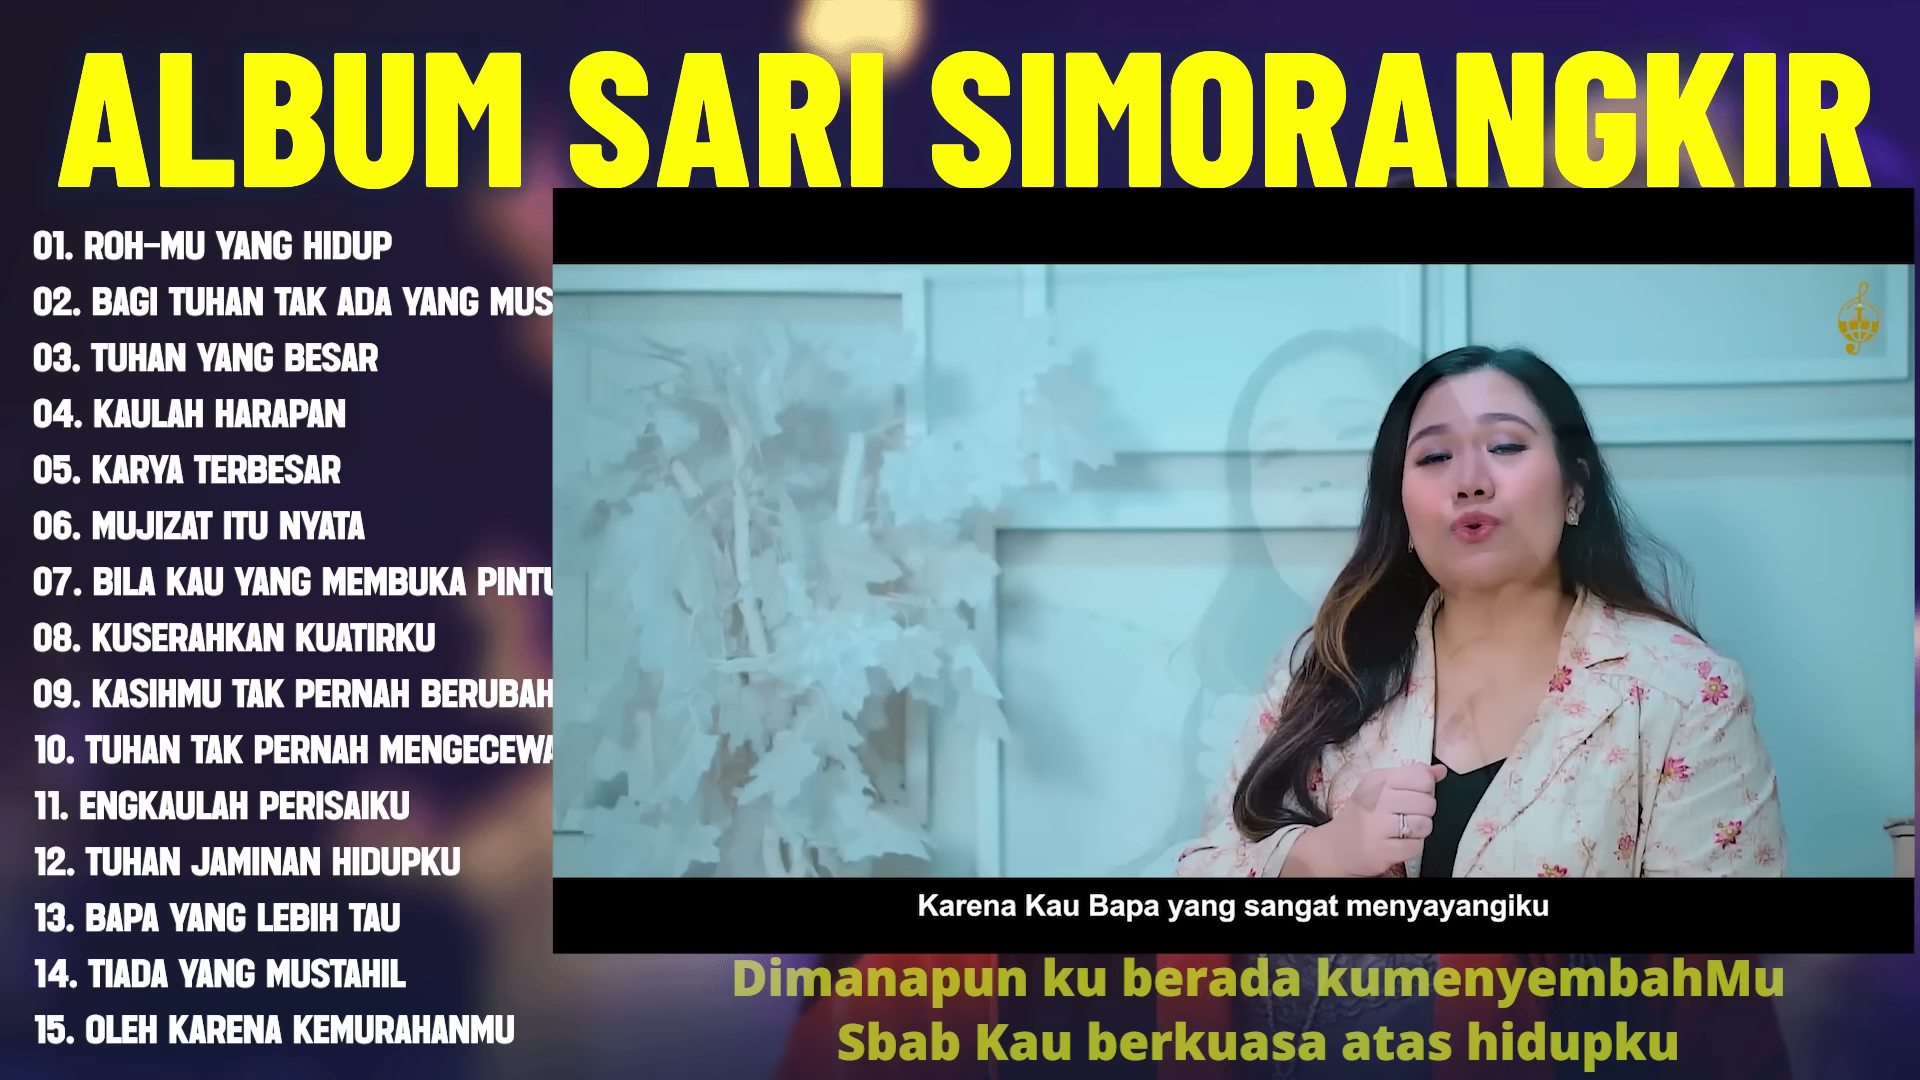 ALBUM SARI SIMORANGKIR
01. ROH-MU YANG HIDUP
02. BAGI TUHAN TAK ADA YANG MUS
03. TUHAN YANG BESAR
04. KAULAH HARAPAN
05. KARYA TERBESAR
06. MUJIZAT ITU NYATA
07. BILA KAU YANG MEMBUKA PINTU
08. KUSERAHKAN KUATIRKU
09. KASIHMU TAK PERNAH BERUBAH
10. TUHAN TAK PERNAH MENGECEWA
11. ENGKAULAH PERISAIKU
12. TUHAN JAMINAN HIDUPKU
13. BAPA YANG LEBIH TAU
14. TIADA YANG MUSTAHIL
15. OLEH KARENA KEMURAHANMU
Karena Kau Bapa yang sangat menyayangiku
Dimanapun ku berada kumenyembahMu
Sbab Kau berkuasa atas hidupku